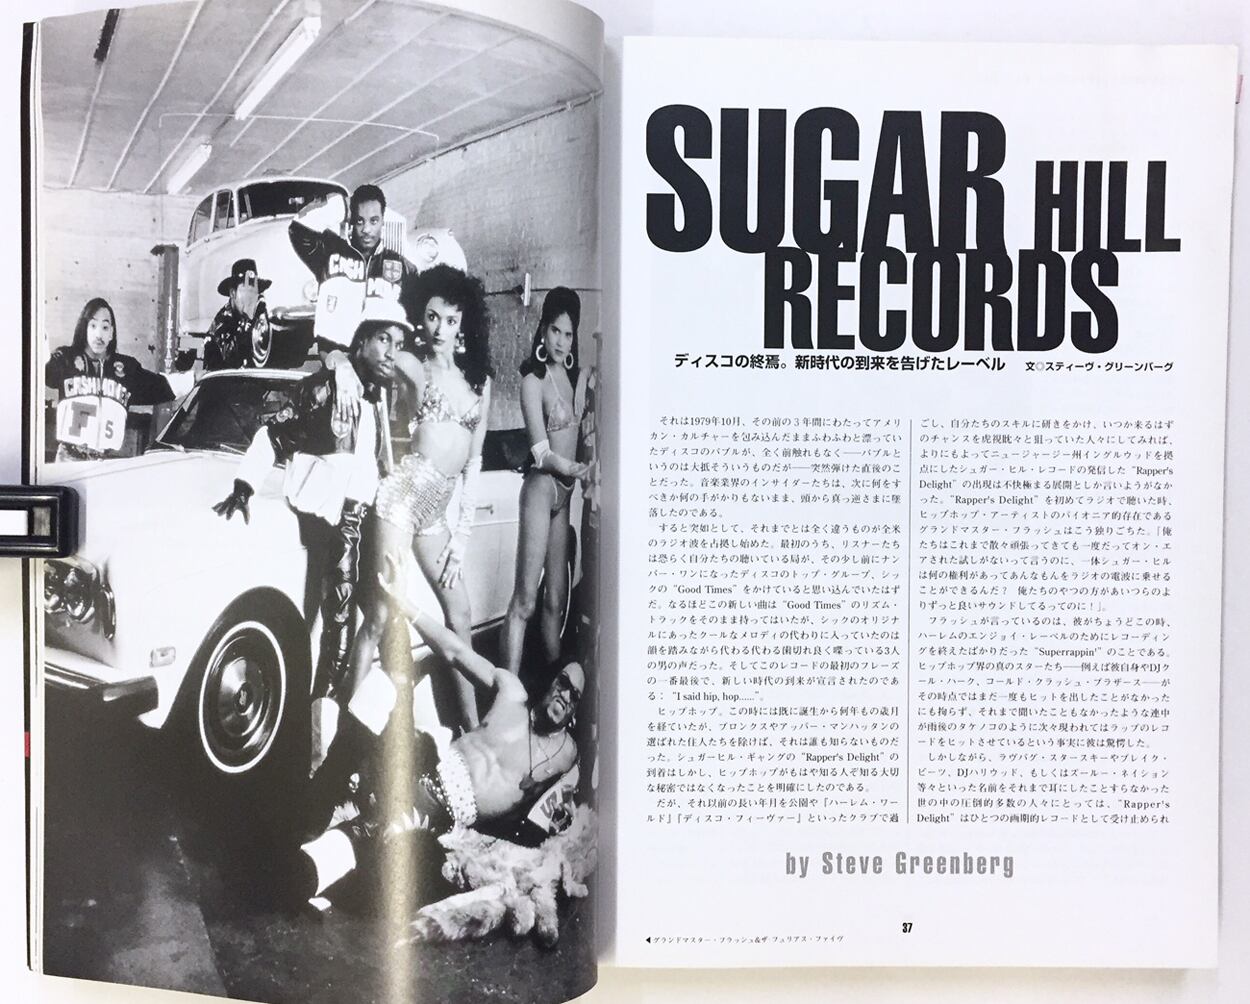 CASH MONEY
F
5
CASH
MON
SUGAR HILL
RECORDS
ディスコの終焉。新時代の到来を告げたレーベル　文◎スティーヴ・グリーンバーグ
それは1979年10月、その前の３年間にわたってアメリ
カン・カルチャーを包み込んだままふわふわと漂ってい
たディスコのバブルが、全く前触れもなく――バブルと
いうのは大抵そういうものだが――突然弾けた直後のこ
とだった。音楽業界のインサイダーたちは、次に何をす
べきか何の手がかりもないまま、頭から真っ逆さまに墜
落したのである。
すると突如として、それまでとは全く違うものが全米
のラジオ波を占拠し始めた。最初のうち、リスナーたち
は恐らく自分たちの聴いている局が、その少し前にナン
バー・ワンになったディスコのトップ・グループ、シッ
クの "Good Times" をかけていると思い込んでいたはず
だ。なるほどこの新しい曲は "Good Times" のリズム・
トラックをそのまま持ってはいたが、シックのオリジナ
ルにあったクールなメロディの代わりに入っていたのは
韻を踏みながら代わる代わる歯切れ良く喋っている3人
の男の声だった。そしてこのレコードの最初のフレーズ
の一番最後で、新しい時代の到来が宣言されたのであ
る：“I said hip, hop......”。
ヒップホップ。この時には既に誕生から何年もの歳月
を経ていたが、ブロンクスやアッパー・マンハッタンの
選ばれた住人たちを除けば、それは誰も知らないものだ
った。シュガーヒル・ギャングの "Rapper's Delight" の
到着はしかし、ヒップホップがもはや知る人ぞ知る大切
な秘密ではなくなったことを明確にしたのである。
だが、それ以前の長い年月を公園や『ハーレム・ワー
ルド』『ディスコ・フィーヴァー』といったクラブで過
ごし、自分たちのスキルに研きをかけ、いつか来るはず
のチャンスを虎視眈々と狙っていた人々にしてみれば、
よりにもよってニュージャージー州イングルウッドを拠
点にしたシュガー・ヒル・レコードの発信した “Rapper's
Delight” の出現は不快極まる展開としか言いようがなか
った。“Rapper's Delight” を初めてラジオで聴いた時、
ヒップホップ・アーティストのパイオニア的存在である
グランドマスター・フラッシュはこう独りごちた。「俺
たちはこれまで散々頑張ってきても一度だってオン・エ
アされた試しがないって言うのに、一体シュガー・ヒル
は何の権利があってあんなもんをラジオの電波に乗せる
ことができるんだ？　俺たちのやつの方があいつらのよ
りずっと良いサウンドしてるってのに！」。
フラッシュが言っているのは、彼がちょうどこの時、
ハーレムのエンジョイ・レーベルのためにレコーディン
グを終えたばかりだった “Superrappin'” のことである。
ヒップホップ界の真のスターたち――例えば彼自身やDJク
ール・ハーク、コールド・クラッシュ・ブラザース――が
その時点ではまだ一度もヒットを出したことがなかった
にも拘らず、それまで聞いたこともなかったような連中
が雨後のタケノコのように次々現われてはラップのレコ
ードをヒットさせているという事実に彼は驚愕した。
しかしながら、ラヴバグ・スタースキーやブレイク・
ビーツ、DJハリウッド、もしくはズールー・ネイション
等々といった名前をそれまで耳にしたことすらなかった
世の中の圧倒的多数の人々にとっては、“Rapper's
Delight” はひとつの画期的レコードとして受け止められ
by Steve Greenberg
37
◀グランドマスター・フラッシュ&ザ フュリアス・ファイヴ